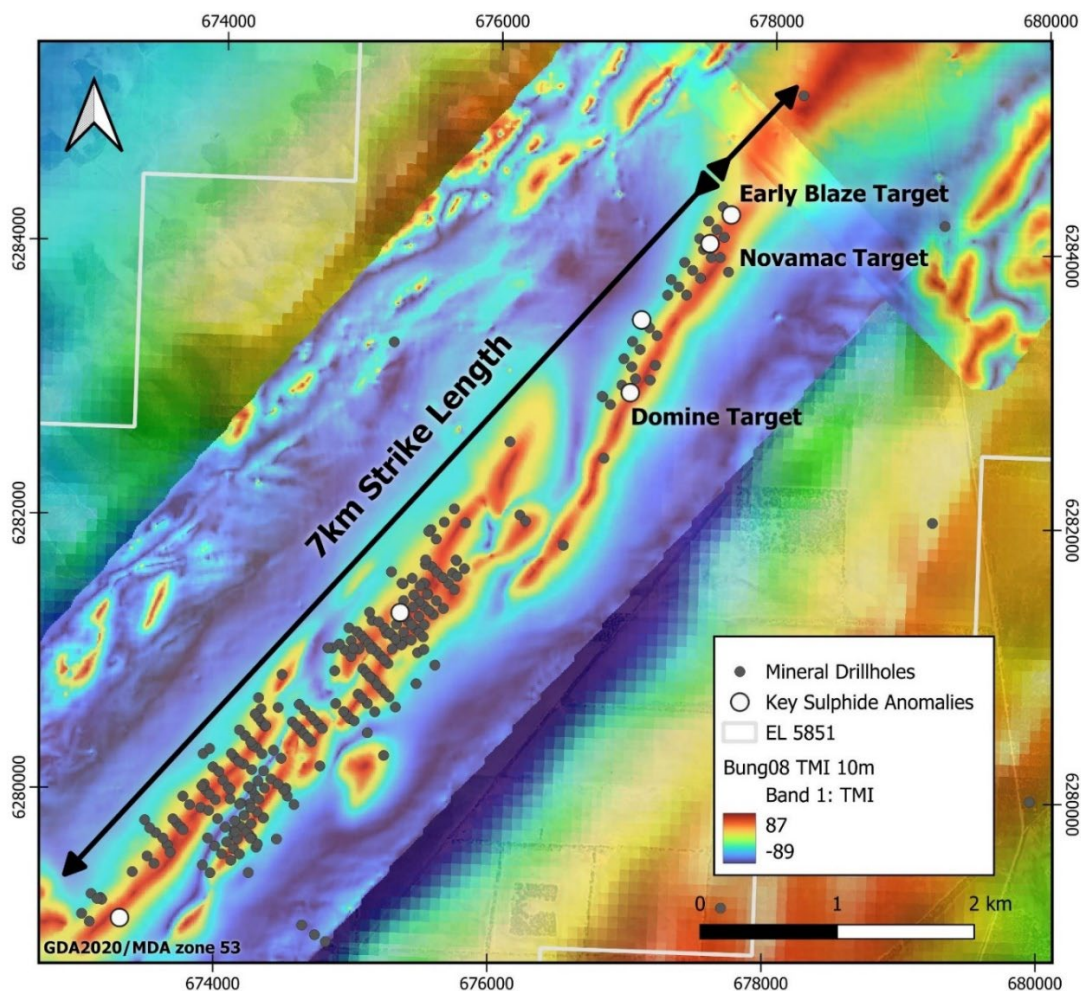 674000 676000 678000 680000
Early Blaze Target
6284000
Novamac Target
6284000
7km Strike Length
Domine Target
6282000
6282000
Mineral Drillholes
Key Sulphide Anomalies
EL 5851
Bung08 TMI 10m
Band 1: TMI
87
-89
6280000
6280000
0 1 2 km
GDA2020/MDA zone 53
674000 676000 678000 680000